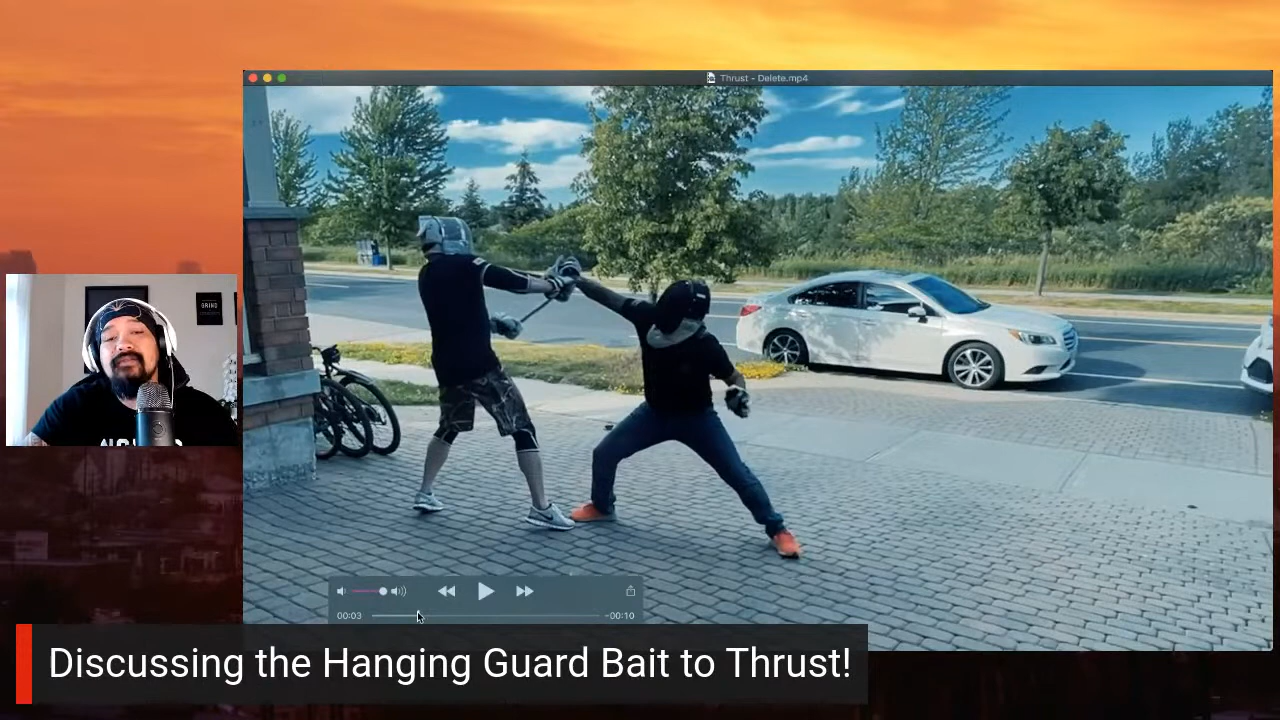 Thrust - Delete.mp4
GRIND
00:03
-00:10
Discussing the Hanging Guard Bait to Thrust!